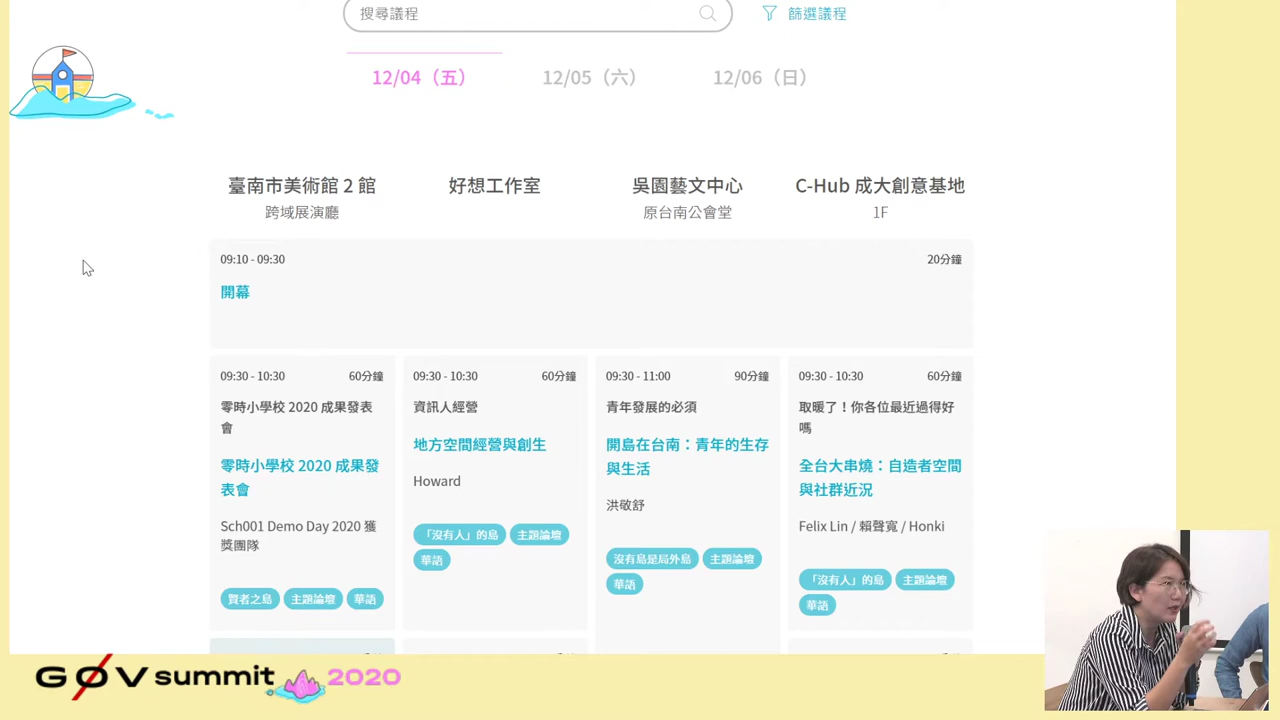 搜尋議程
篩選議程
12/04（五）
12/05（六）
12/06（日）
臺南市美術館 2 館
跨域展演廳
好想工作室
吳園藝文中心
原台南公會堂
C-Hub 成大創意基地
1F
09:10 - 09:30
20分鐘
開幕
09:30 - 10:30
60分鐘
零時小學校 2020 成果發表
會
零時小學校 2020 成果發
表會
Sch001 Demo Day 2020 獲
獎團隊
賢者之島
主題論壇
華語
09:30 - 10:30
60分鐘
資訊人經營
地方空間經營與創生
Howard
「沒有人」的島
主題論壇
華語
09:30 - 11:00
90分鐘
青年發展的必須
開島在台南：青年的生存
與生活
洪敬舒
沒有島是局外島
主題論壇
華語
09:30 - 10:30
60分鐘
取暖了！你各位最近過得好
嗎
全台大串燒：自造者空間
與社群近況
Felix Lin / 賴聲寬 / Honki
「沒有人」的島
主題論壇
華語
GØV summit 2020